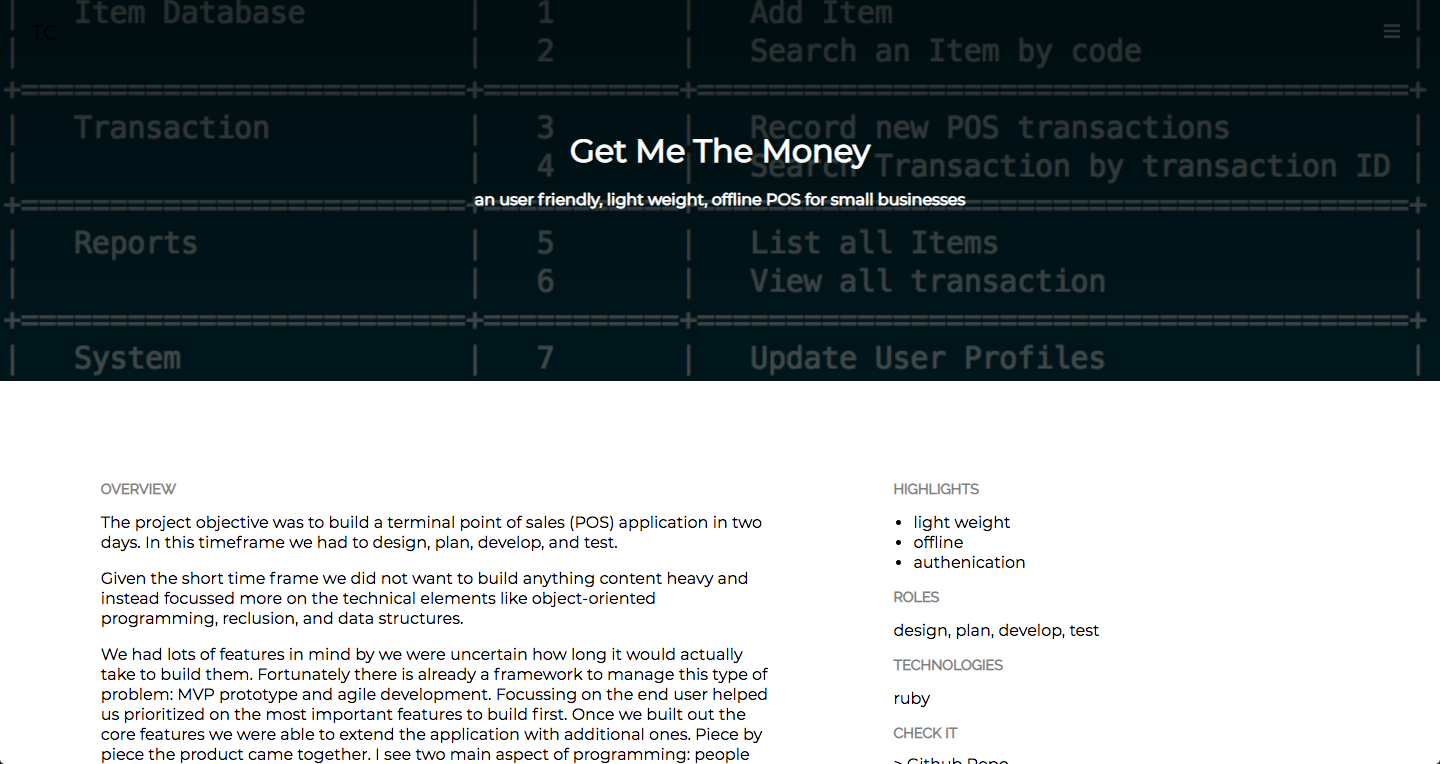 | Item Database | 1 | Add Item |
TC
| | 2 | Search an Item by code |
+=========================+===========+========================================+
| Transaction | 3 | Record new POS transactions |
Get Me The Money
| | 4 | Search Transaction by transaction ID |
an user friendly, light weight, offline POS for small businesses
+=========================+===========+========================================+
| Reports | 5 | List all Items |
| | 6 | View all transaction |
+=========================+===========+========================================+
| System | 7 | Update User Profiles |
OVERVIEW
The project objective was to build a terminal point of sales (POS) application in two
days. In this timeframe we had to design, plan, develop, and test.
Given the short time frame we did not want to build anything content heavy and
instead focussed more on the technical elements like object-oriented
programming, reclusion, and data structures.
We had lots of features in mind by we were uncertain how long it would actually
take to build them. Fortunately there is already a framework to manage this type of
problem: MVP prototype and agile development. Focussing on the end user helped
us prioritized on the most important features to build first. Once we built out the
core features we were able to extend the application with additional ones. Piece by
piece the product came together. I see two main aspect of programming: people
HIGHLIGHTS
• light weight
• offline
• authenication
ROLES
design, plan, develop, test
TECHNOLOGIES
ruby
CHECK IT
> Github Repo